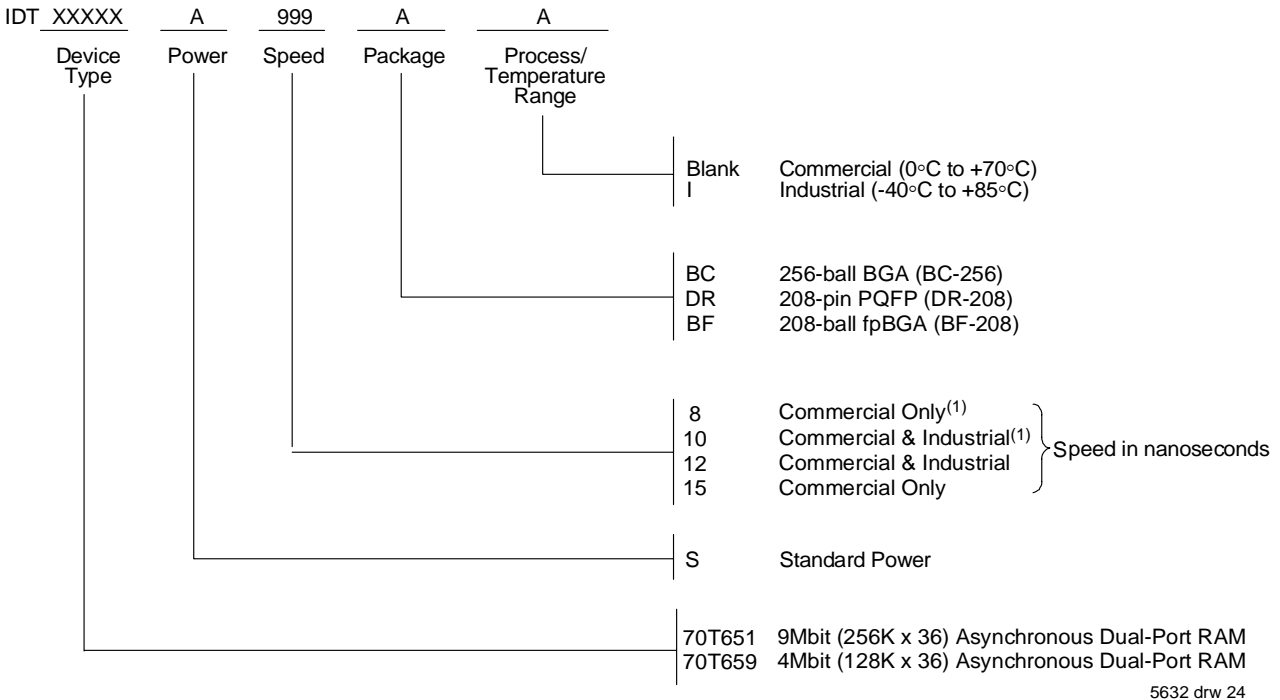 IDT XXXXX A 999 A A
Device Type Power Speed Package Process/ Temperature Range
Blank Commercial (0°C to +70°C)
I Industrial (-40°C to +85°C)
BC 256-ball BGA (BC-256)
DR 208-pin PQFP (DR-208)
BF 208-ball fpBGA (BF-208)
8 Commercial Only(1)
10 Commercial & Industrial(1)
12 Commercial & Industrial
15 Commercial Only
Speed in nanoseconds
S Standard Power
70T651 9Mbit (256K x 36) Asynchronous Dual-Port RAM
70T659 4Mbit (128K x 36) Asynchronous Dual-Port RAM
5632 drw 24